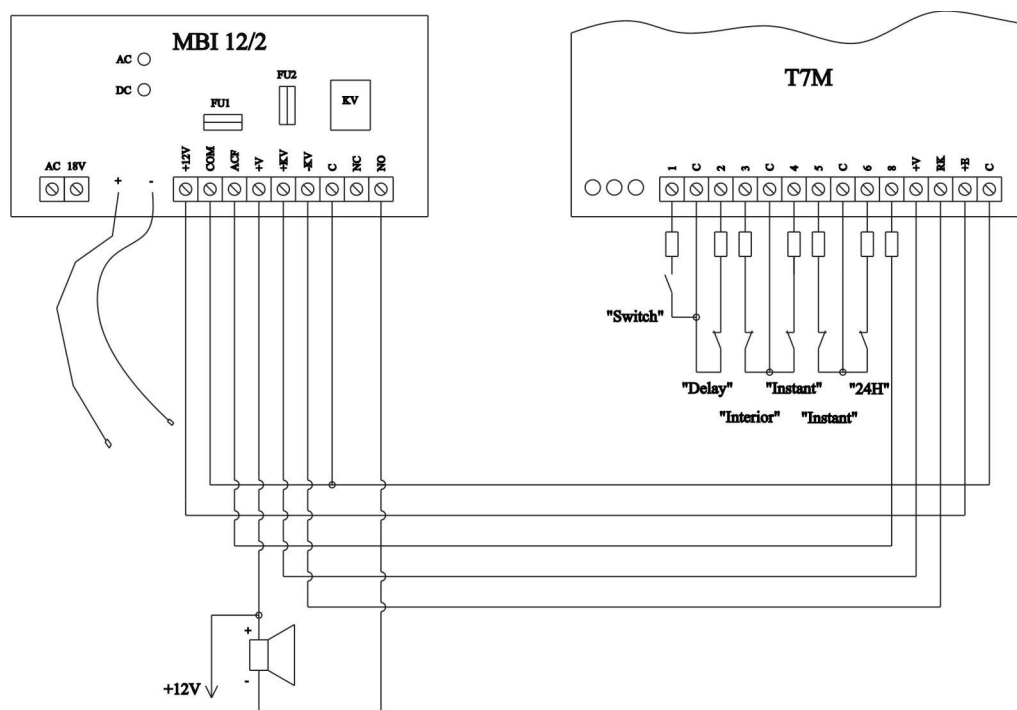 MBI 12/2
T7M
AC
DC
FU1
FU2
KV
AC 18V
+ -
+12V COM ACF +V +KV -KV C NC NO
1 C 2 3 C 4 5 C 6 8 +V RK +E C
"Switch"
"Delay" "Instant" "24H"
"Interior" "Instant"
+
-
+12V